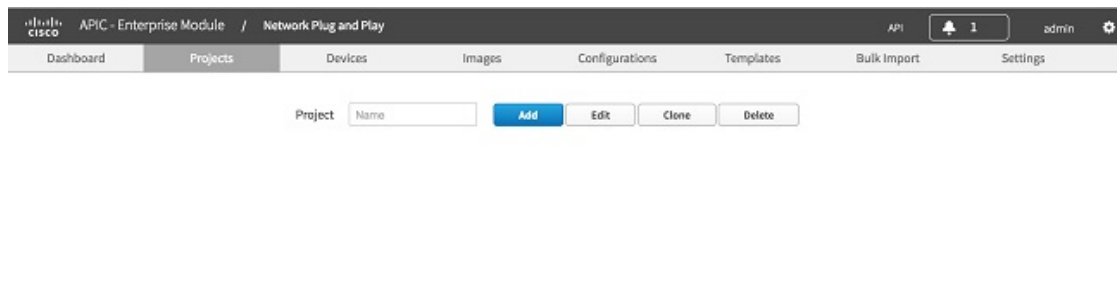 CISCO APIC - Enterprise Module / Network Plug and Play API 1 admin
Dashboard Projects Devices Images Configurations Templates Bulk Import Settings
Project Name Add Edit Clone Delete